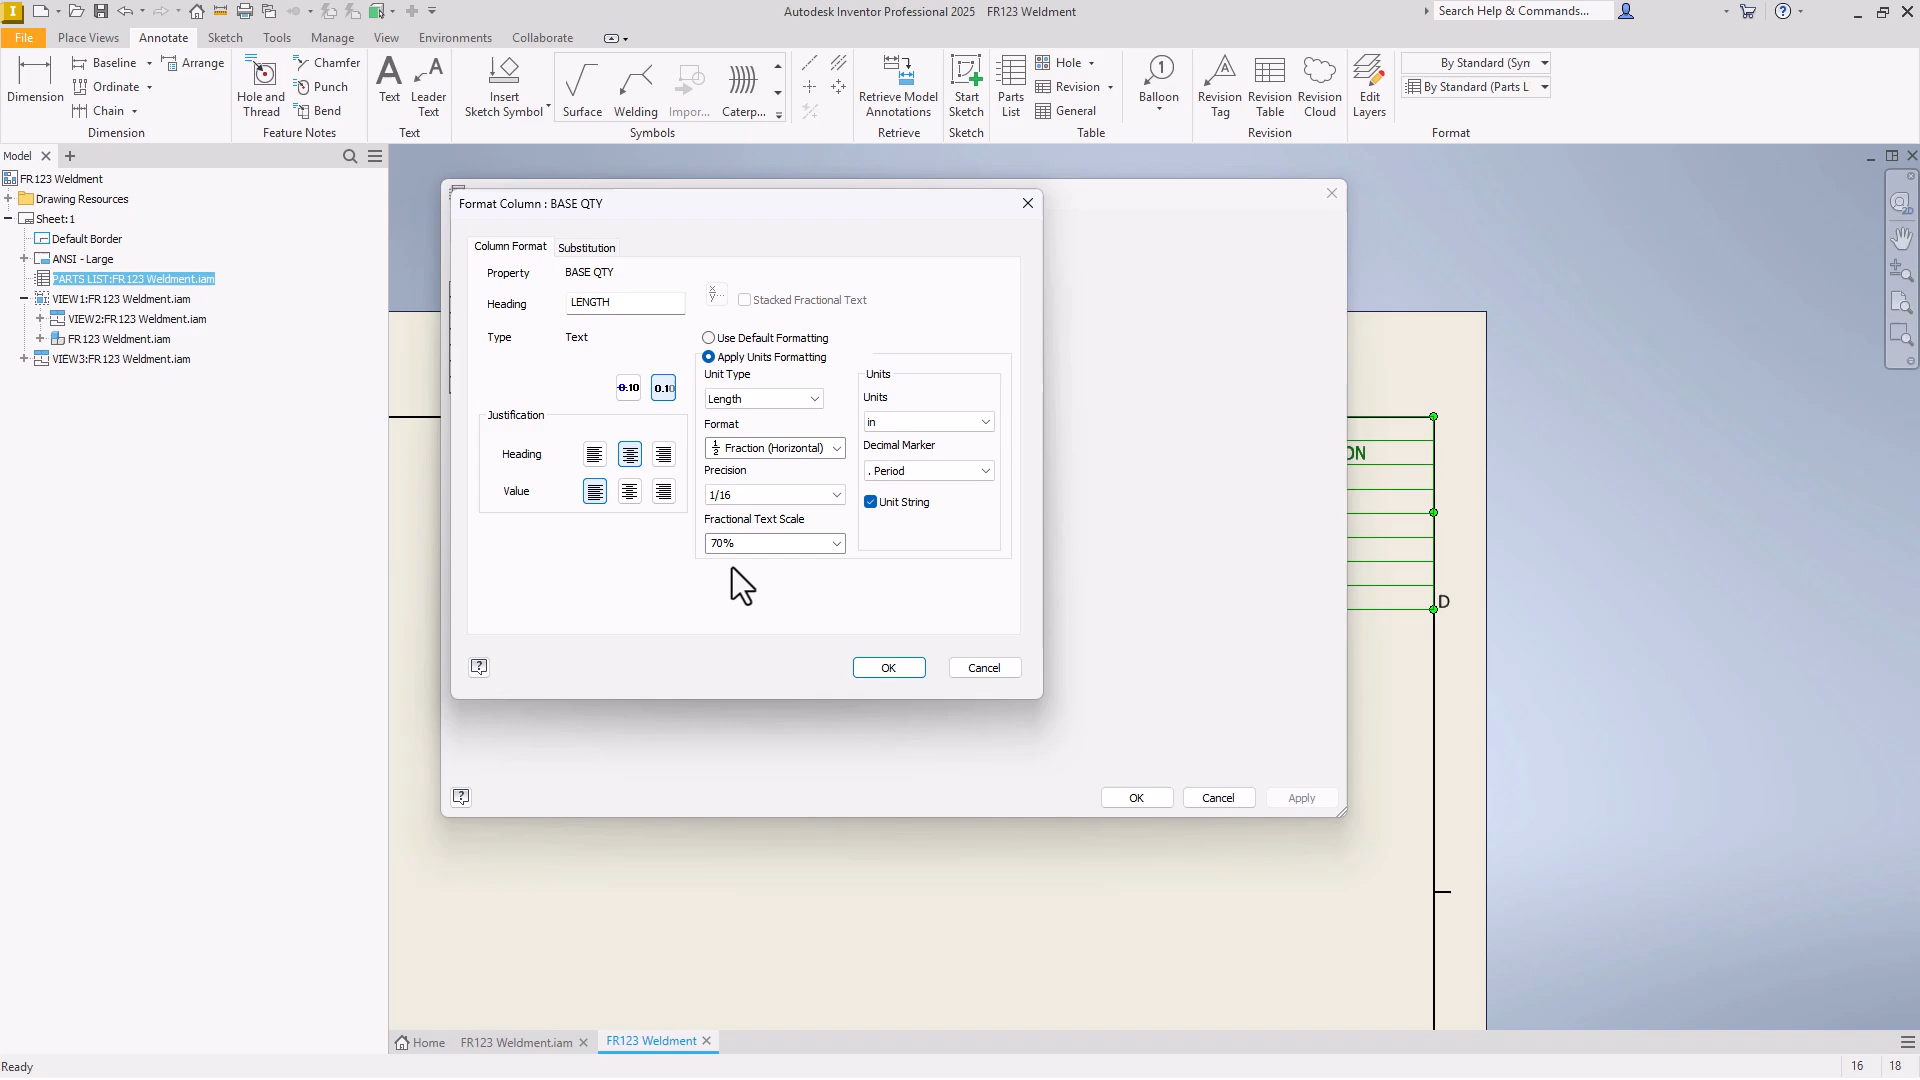 Autodesk Inventor Professional 2025 FR123 Weldment
Search Help & Commands...
File Place Views Annotate Sketch Tools Manage View Environments Collaborate
Dimension
Baseline
Ordinate
Chain
Arrange
Dimension
Hole and Thread
Chamfer
Punch
Bend
Feature Notes
Text
Leader Text
Text
Insert Sketch Symbol
Surface
Welding
Impor...
Caterp...
Symbols
Retrieve Model Annotations
Retrieve
Start Sketch
Sketch
Parts List
Hole
Revision
General
Table
Balloon
Revision Tag
Revision Table
Revision Cloud
Revision
Edit Layers
By Standard (Syn
By Standard (Parts L
Format
Model
FR123 Weldment
Drawing Resources
Sheet:1
Default Border
ANSI - Large
PARTS LIST:FR123 Weldment.iam
VIEW1:FR123 Weldment.iam
VIEW2:FR123 Weldment.iam
FR123 Weldment.iam
VIEW3:FR123 Weldment.iam
Format Column : BASE QTY
Column Format Substitution
Property BASE QTY
Heading LENGTH
Stacked Fractional Text
Type Text
Use Default Formatting
Apply Units Formatting
Unit Type
Length
Format
1/2 Fraction (Horizontal)
Precision
1/16
Fractional Text Scale
70%
Units
Units
in
Decimal Marker
. Period
Unit String
0.10 0.10
Justification
Heading
Value
OK Cancel
OK Cancel Apply
ON
D
Home FR123 Weldment.iam FR123 Weldment
Ready
16 18